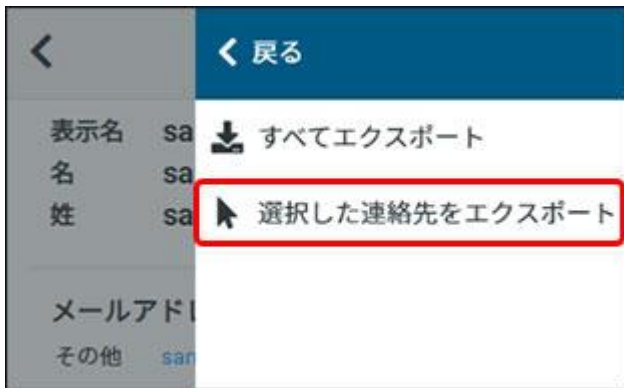 戻る
すべてエクスポート
選択した連絡先をエクスポート
表示名 sa
名 sa
姓 sa
メールアドレ
その他 san